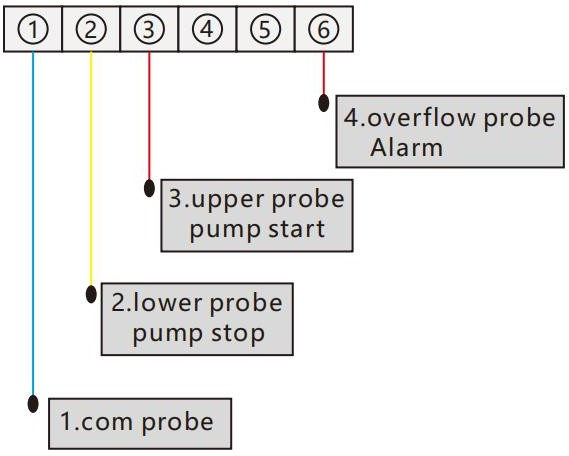 ① ② ③ ④ ⑤ ⑥
4.overflow probe
Alarm
3.upper probe
pump start
2.lower probe
pump stop
1.com probe